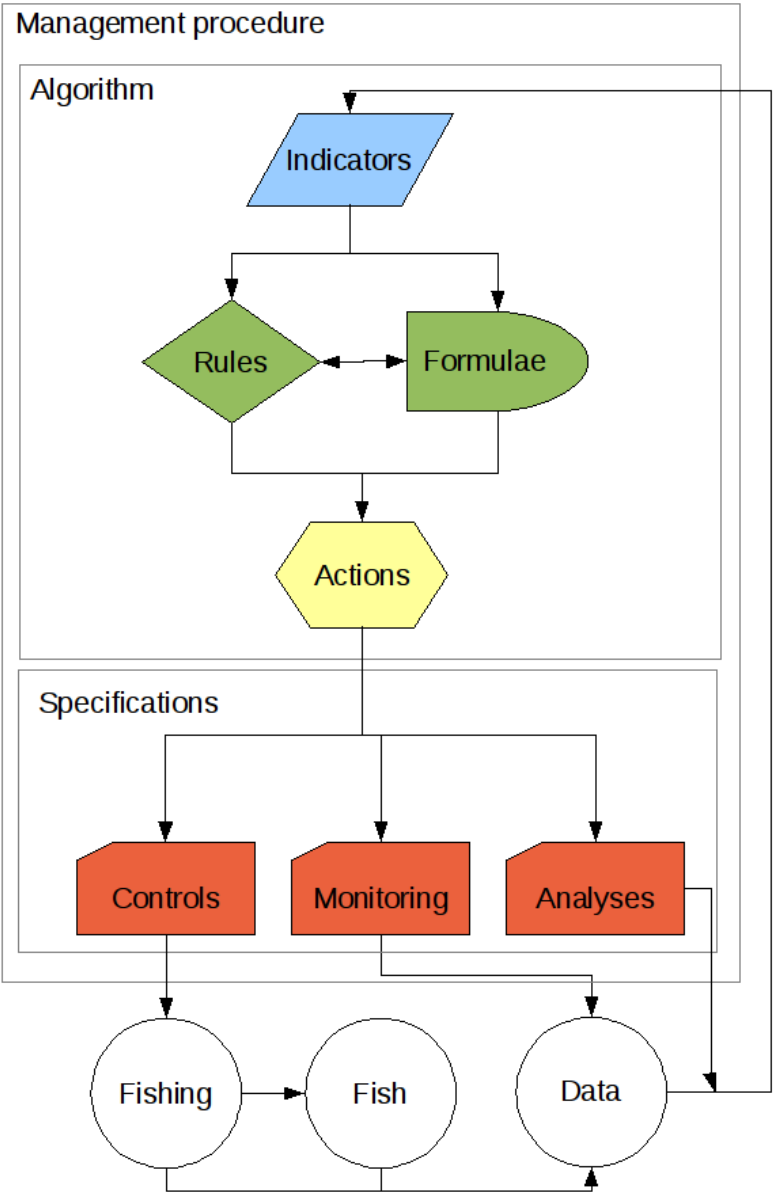 Management procedure
Algorithm
Indicators
Rules
Formulae
Actions
Specifications
Controls
Monitoring
Analyses
Fishing
Fish
Data